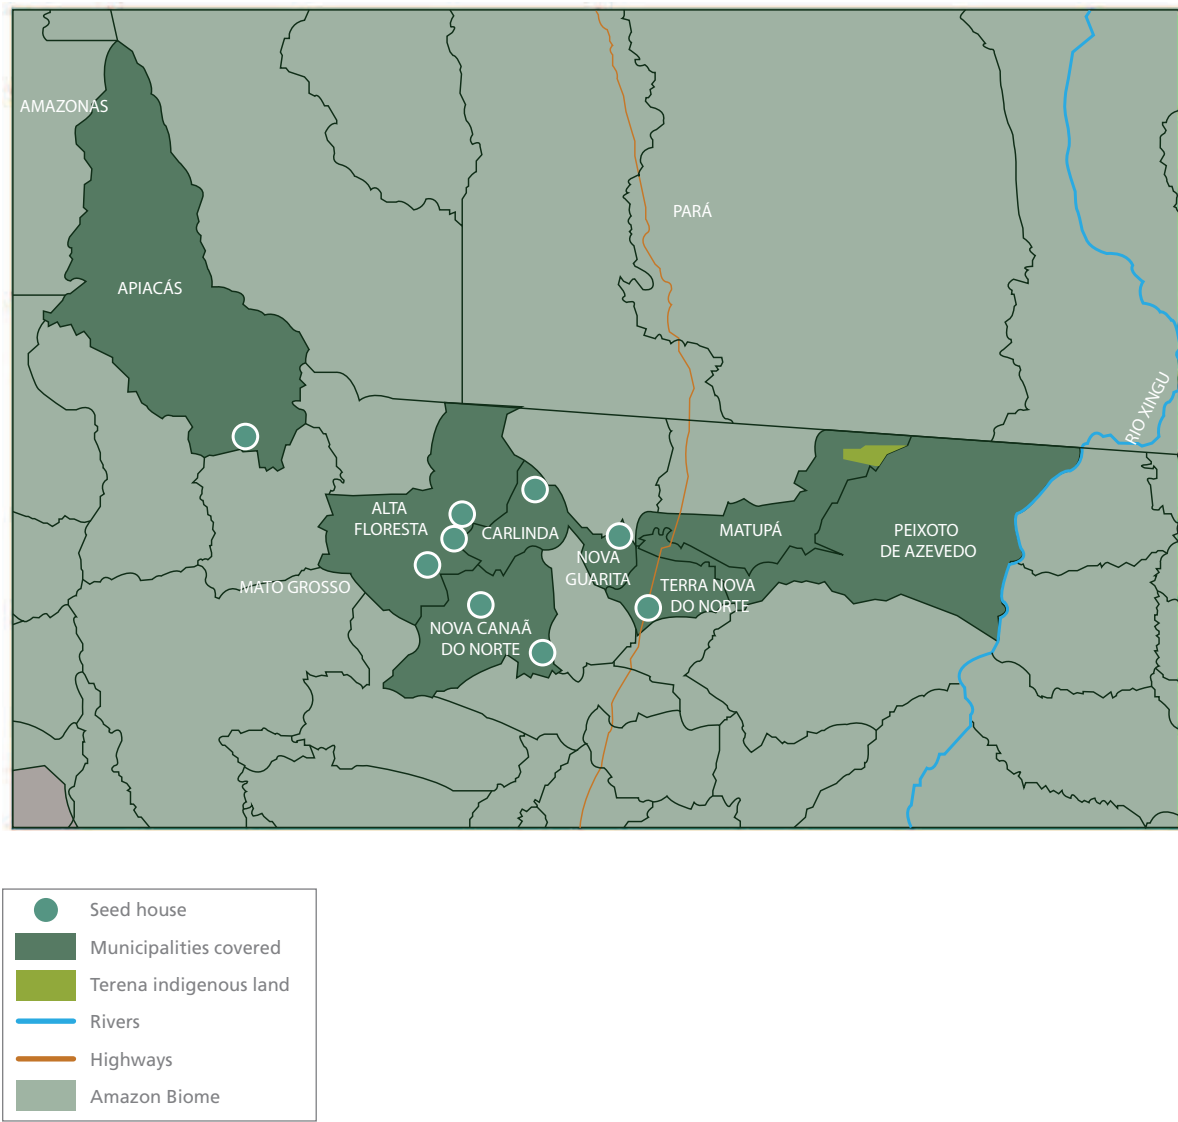 AMAZONAS
PARÁ
APIACÁS
RIO XINGU
ALTA
FLORESTA
CARLINDA
MATUPÁ
PEIXOTO
DE AZEVEDO
NOVA
GUARITA
MATO GROSSO
TERRA NOVA
DO NORTE
NOVA CANAÃ
DO NORTE
Seed house
Municipalities covered
Terena indigenous land
Rivers
Highways
Amazon Biome